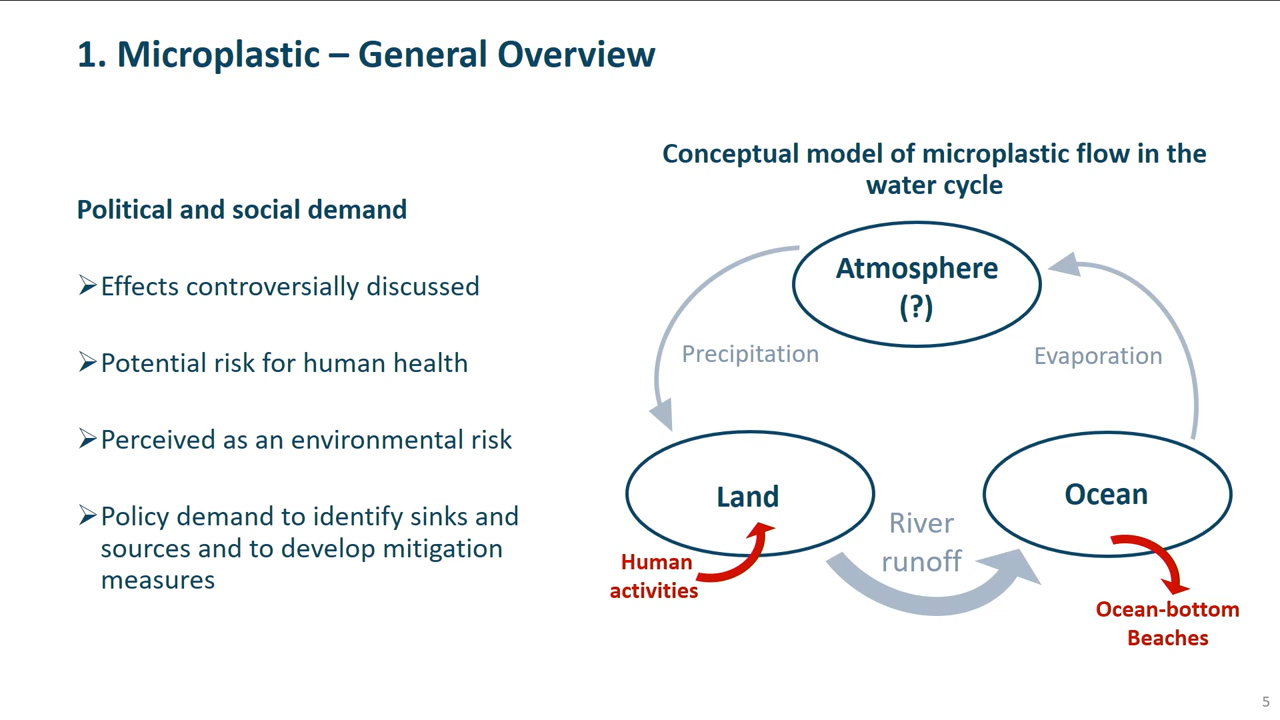 1. Microplastic – General Overview
Political and social demand
➢Effects controversially discussed
➢Potential risk for human health
➢Perceived as an environmental risk
➢Policy demand to identify sinks and
sources and to develop mitigation
measures
Conceptual model of microplastic flow in the
water cycle
Atmosphere
(?)
Precipitation
Evaporation
Land
Ocean
River
runoff
Human
activities
Ocean-bottom
Beaches
5